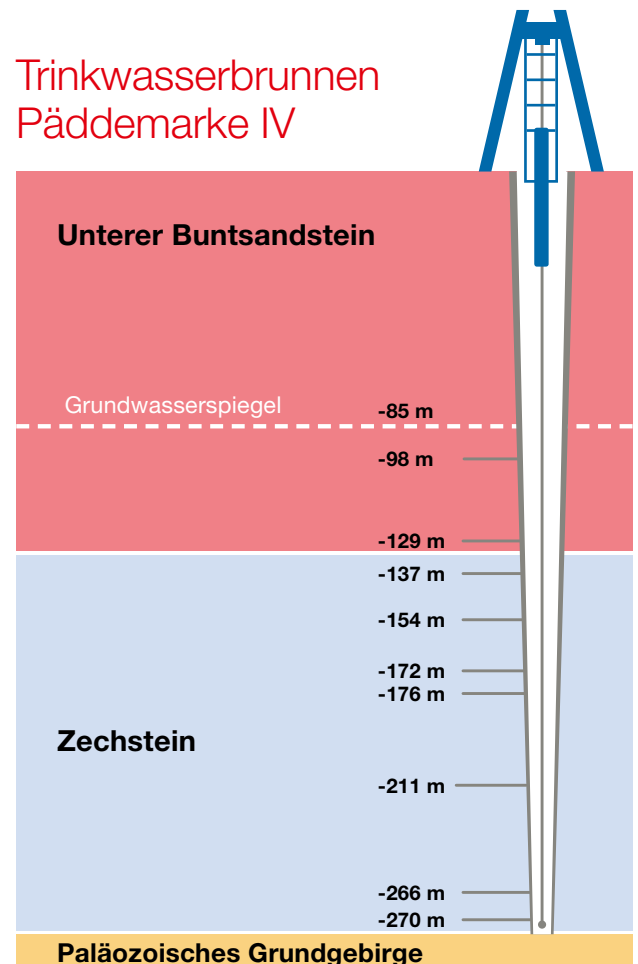 Trinkwasserbrunnen
Päddemarke IV
Unterer Buntsandstein
Grundwasserspiegel
-85 m
-98 m
-129 m
-137 m
-154 m
-172 m
-176 m
Zechstein
-211 m
-266 m
-270 m
Paläozoisches Grundgebirge